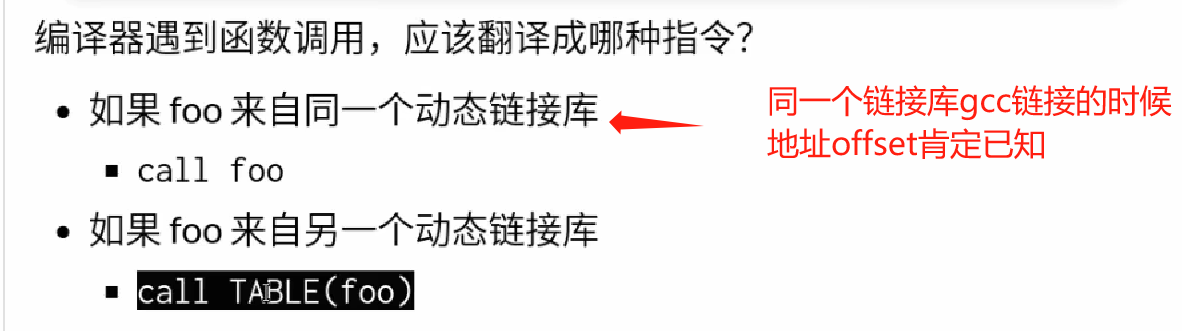 编译器遇到函数调用，应该翻译成哪种指令？
如果 foo 来自同一个动态链接库
call foo
如果 foo 来自另一个动态链接库
call TABLE(foo)
同一个链接库gcc链接的时候
地址offset肯定已知